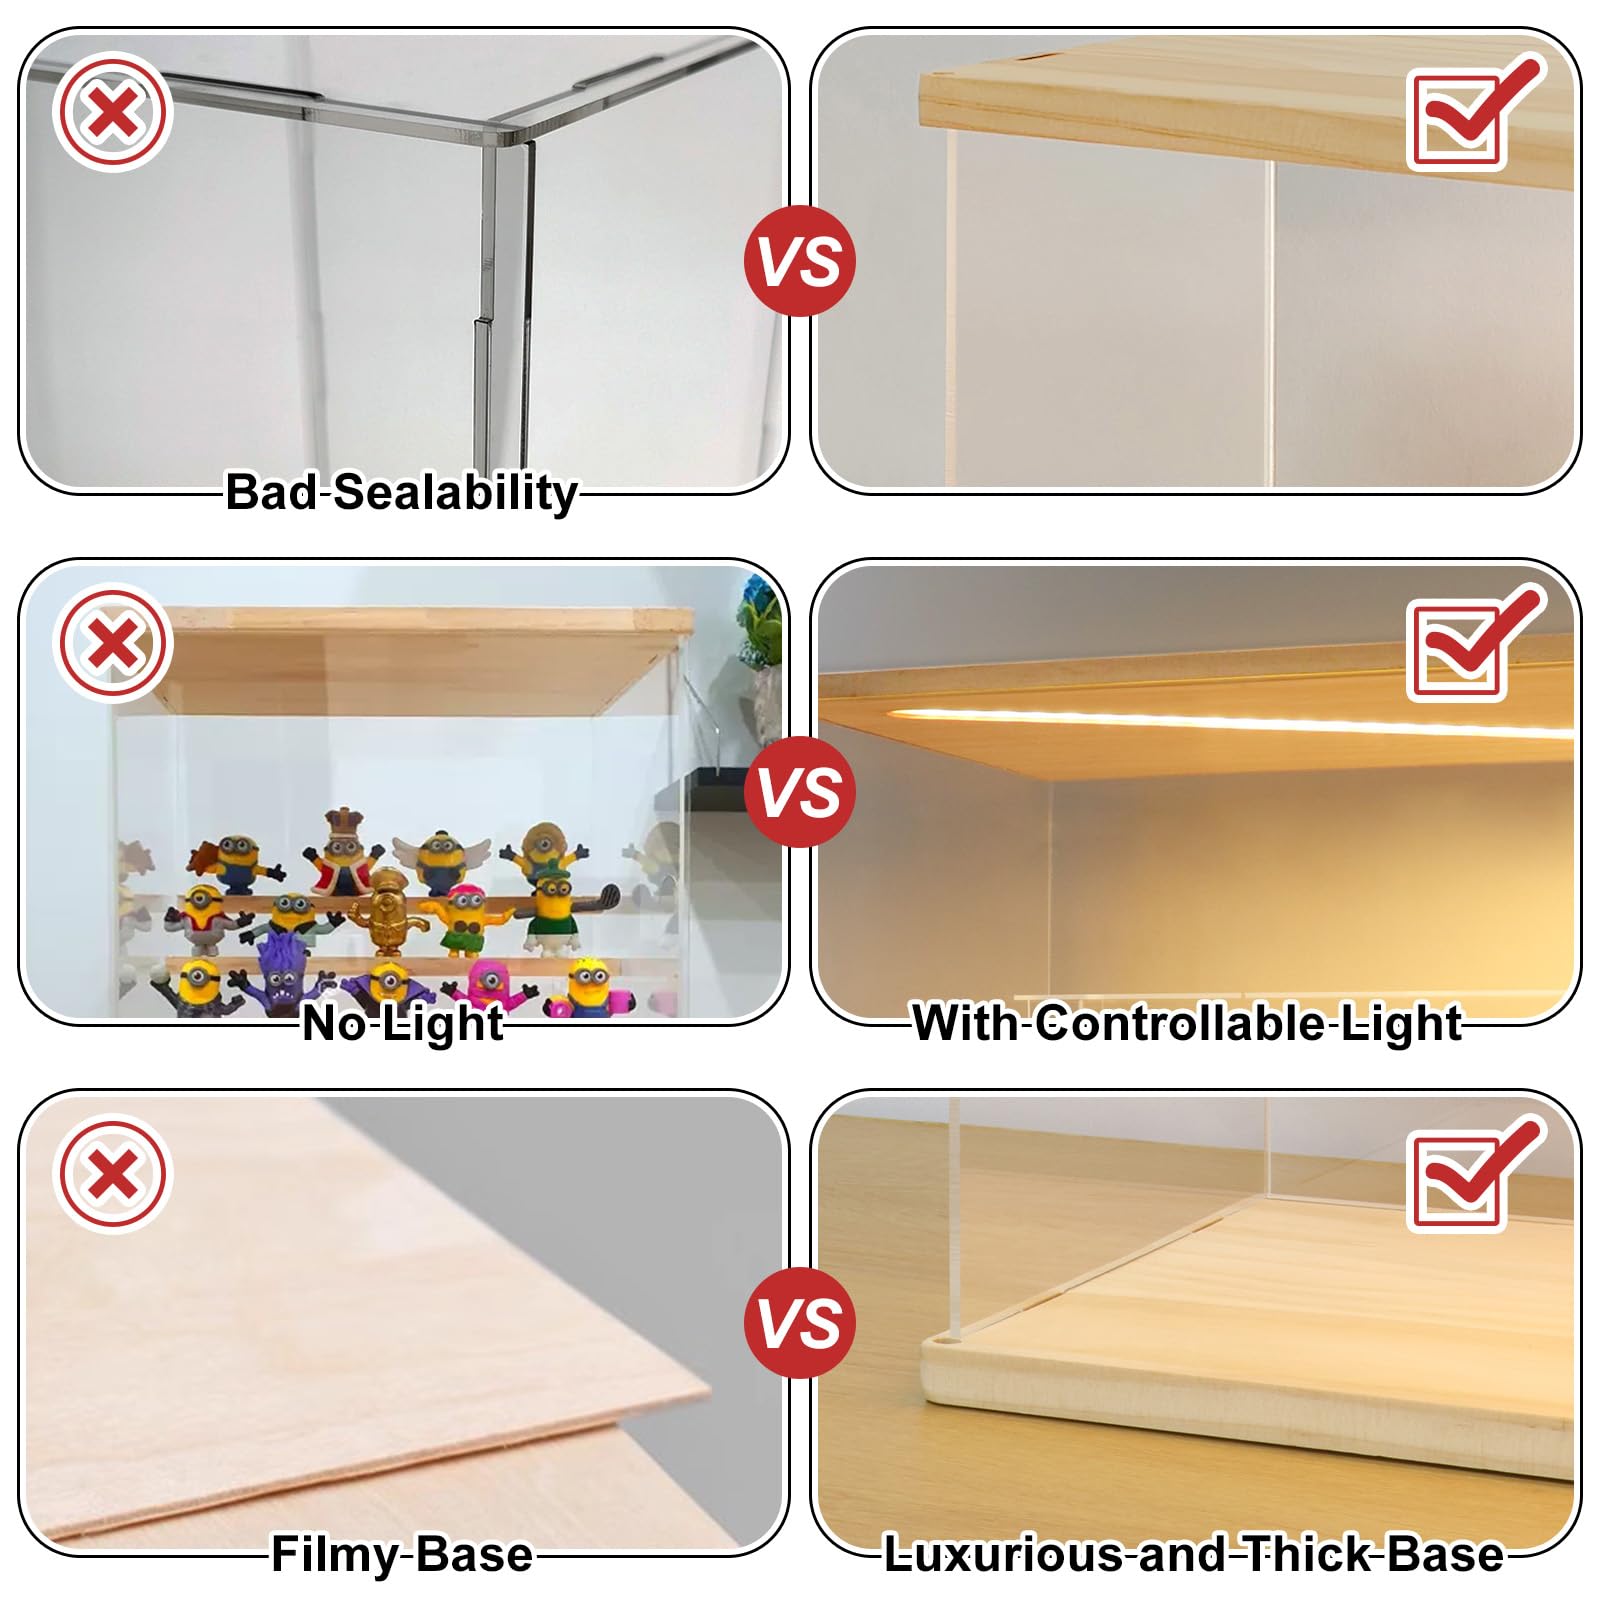 VS
Bad Sealability
VS
No Light
With Controllable Light
VS
Filmy Base
Luxurious and Thick Base